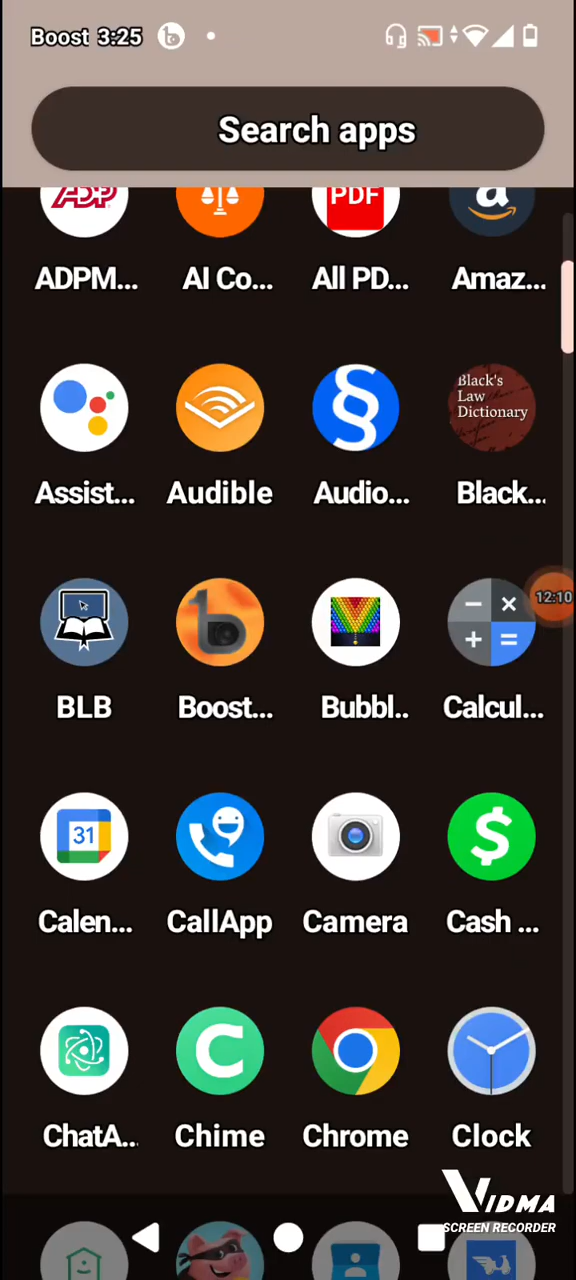 Boost 3:25
Search apps
ADP PDF a
ADPM... AI Co... All PD... Amaz...
Black's
Law
Dictionary
Assist... Audible Audio... Black...
12:10
BLB Boost... Bubbl.. Calcul...
31
Calen... CallApp Camera Cash ...
ChatA.. Chime Chrome Clock
VIDMA
SCREEN RECORDER